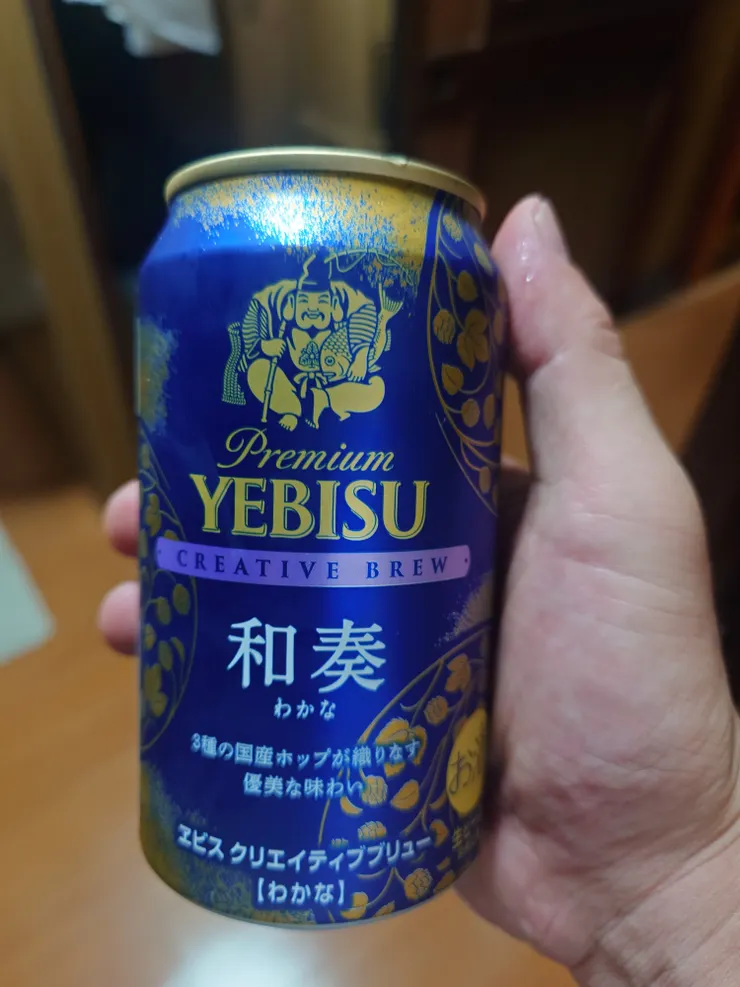 Premium
YEBISU
CREATIVE BREW
和奏
わかな
3種の国産ホップが織りなす
優美な味わい
ヱビス クリエイティブブリュー
【わかな】
お酒